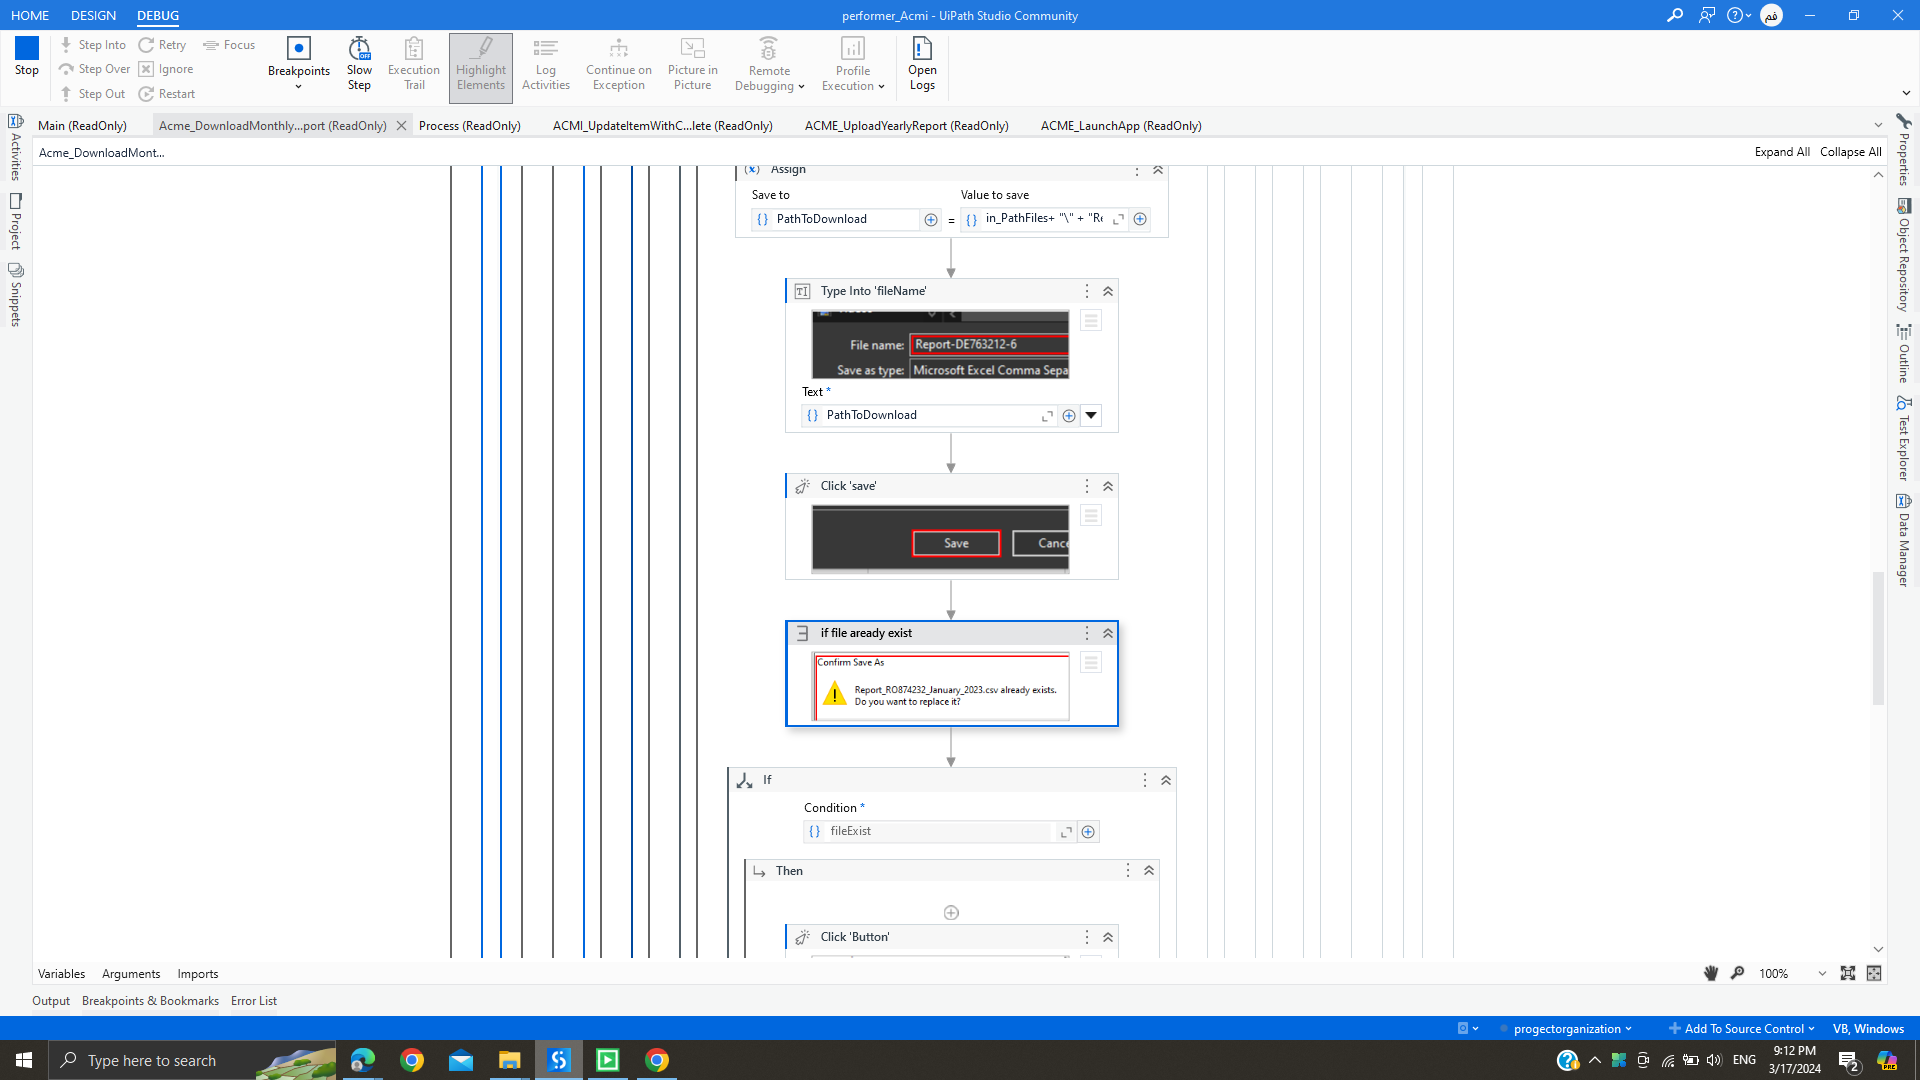 HOME DESIGN DEBUG
performer_Acmi - UiPath Studio Community
فم
Stop
Step Into
Step Over
Step Out
Retry
Ignore
Restart
Focus
Breakpoints
Slow Step
OFF
Execution Trail
Highlight Elements
Log Activities
Continue on Exception
Picture in Picture
Remote Debugging
Profile Execution
Open Logs
Main (ReadOnly)
Acme_DownloadMonthly...port (ReadOnly)
Process (ReadOnly)
ACMI_UpdateItemWithC...lete (ReadOnly)
ACME_UploadYearlyReport (ReadOnly)
ACME_LaunchApp (ReadOnly)
Acme_DownloadMont...
Expand All Collapse All
Activities
Project
Snippets
Assign
Save to
Value to save
PathToDownload
=
in_PathFiles+ "\" + "Re
Type Into 'fileName'
File name: Report-DE763212-6
Save as type: Microsoft Excel Comma Sepa
Text *
PathToDownload
Click 'save'
Save
Cance
if file aready exist
Confirm Save As
Report_RO874232_January_2023.csv already exists.
Do you want to replace it?
If
Condition *
fileExist
Then
Click 'Button'
Properties
Object Repository
Outline
Test Explorer
Data Manager
Variables Arguments Imports
100%
Output Breakpoints & Bookmarks Error List
progectorganization
Add To Source Control
VB, Windows
Type here to search
ENG
9:12 PM
3/17/2024
2
PRE